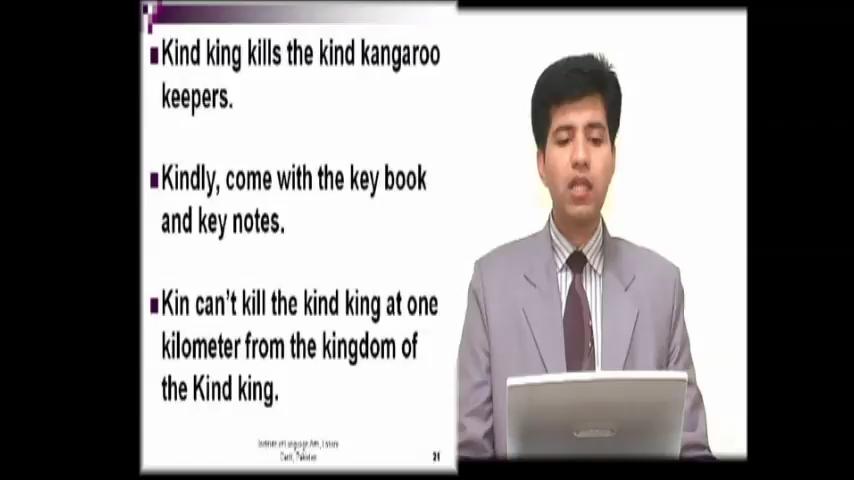 Kind king kills the kind kangaroo
keepers.
Kindly, come with the key book
and key notes.
Kin can't kill the kind king at one
kilometer from the kingdom of
the Kind king.
21